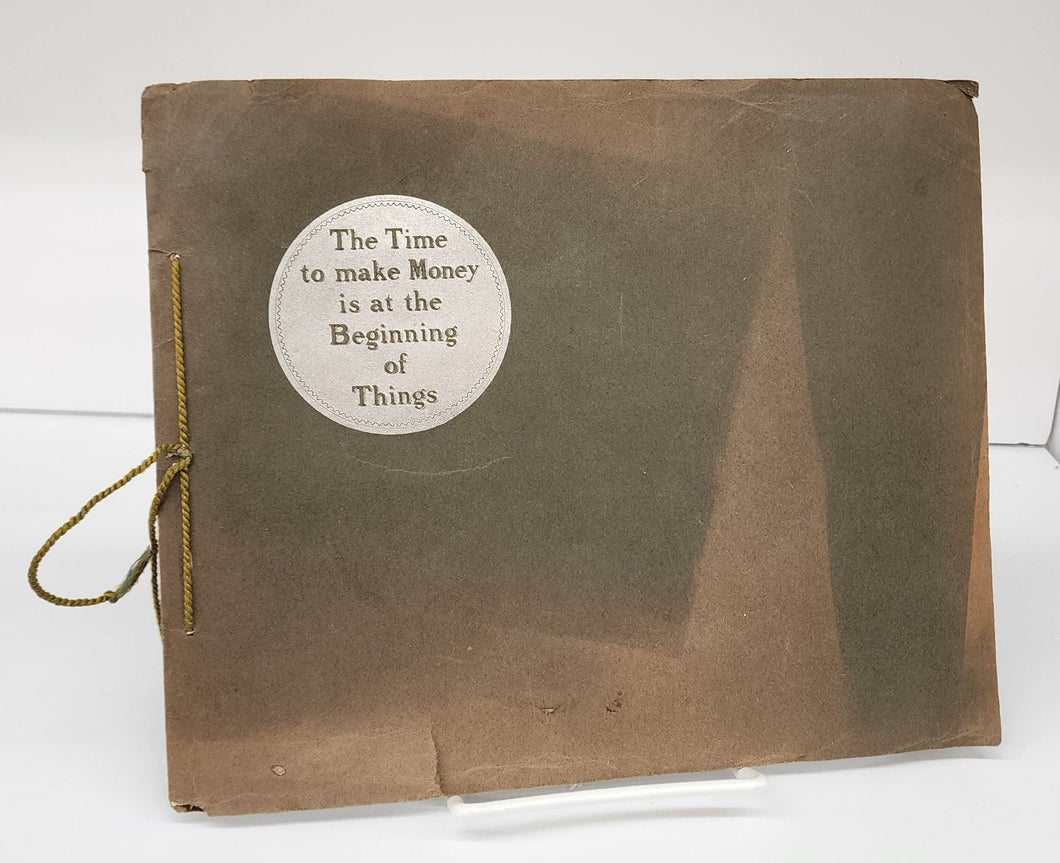 The Time
to make Money
is at the
Beginning
of
Things